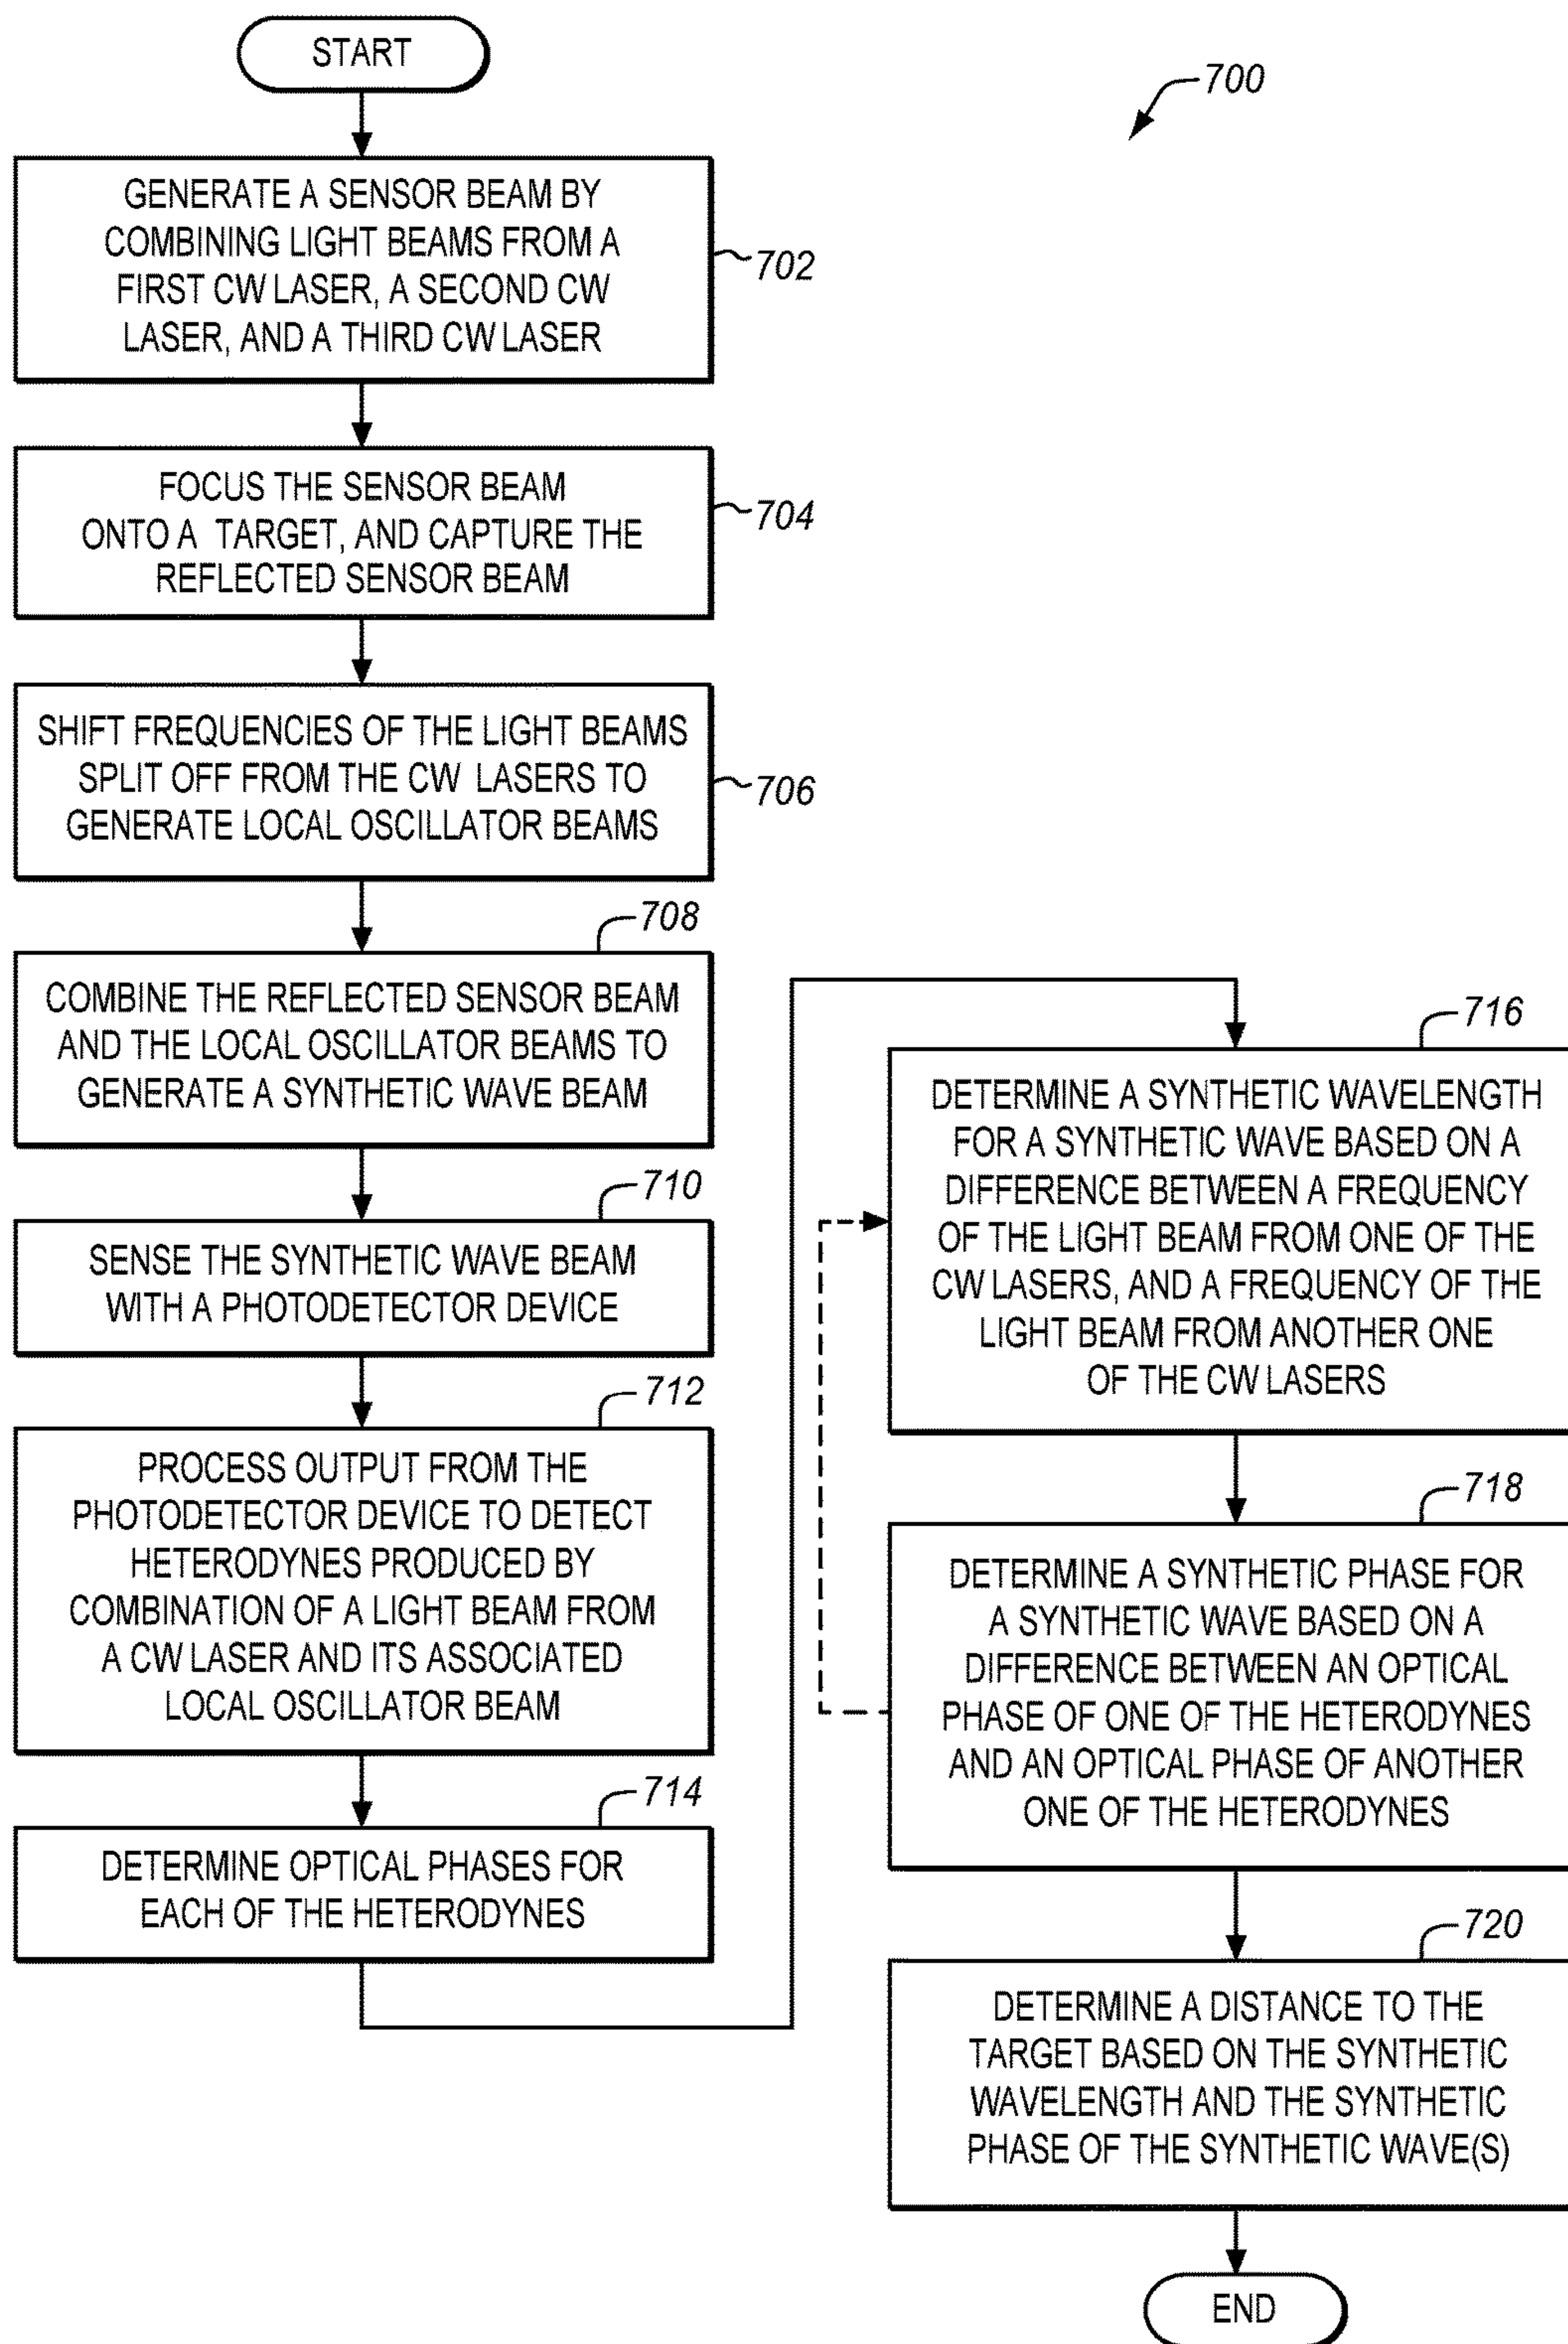 START
700
GENERATE A SENSOR BEAM BY
COMBINING LIGHT BEAMS FROM A
FIRST CW LASER, A SECOND CW
LASER, AND A THIRD CW LASER
702
FOCUS THE SENSOR BEAM
ONTO A TARGET, AND CAPTURE THE
REFLECTED SENSOR BEAM
704
SHIFT FREQUENCIES OF THE LIGHT BEAMS
SPLIT OFF FROM THE CW LASERS TO
GENERATE LOCAL OSCILLATOR BEAMS
706
708
COMBINE THE REFLECTED SENSOR BEAM
AND THE LOCAL OSCILLATOR BEAMS TO
GENERATE A SYNTHETIC WAVE BEAM
710
SENSE THE SYNTHETIC WAVE BEAM
WITH A PHOTODETECTOR DEVICE
712
PROCESS OUTPUT FROM THE
PHOTODETECTOR DEVICE TO DETECT
HETERODYNES PRODUCED BY
COMBINATION OF A LIGHT BEAM FROM
A CW LASER AND ITS ASSOCIATED
LOCAL OSCILLATOR BEAM
714
DETERMINE OPTICAL PHASES FOR
EACH OF THE HETERODYNES
716
DETERMINE A SYNTHETIC WAVELENGTH
FOR A SYNTHETIC WAVE BASED ON A
DIFFERENCE BETWEEN A FREQUENCY
OF THE LIGHT BEAM FROM ONE OF THE
CW LASERS, AND A FREQUENCY OF THE
LIGHT BEAM FROM ANOTHER ONE
OF THE CW LASERS
718
DETERMINE A SYNTHETIC PHASE FOR
A SYNTHETIC WAVE BASED ON A
DIFFERENCE BETWEEN AN OPTICAL
PHASE OF ONE OF THE HETERODYNES
AND AN OPTICAL PHASE OF ANOTHER
ONE OF THE HETERODYNES
720
DETERMINE A DISTANCE TO THE
TARGET BASED ON THE SYNTHETIC
WAVELENGTH AND THE SYNTHETIC
PHASE OF THE SYNTHETIC WAVE(S)
END